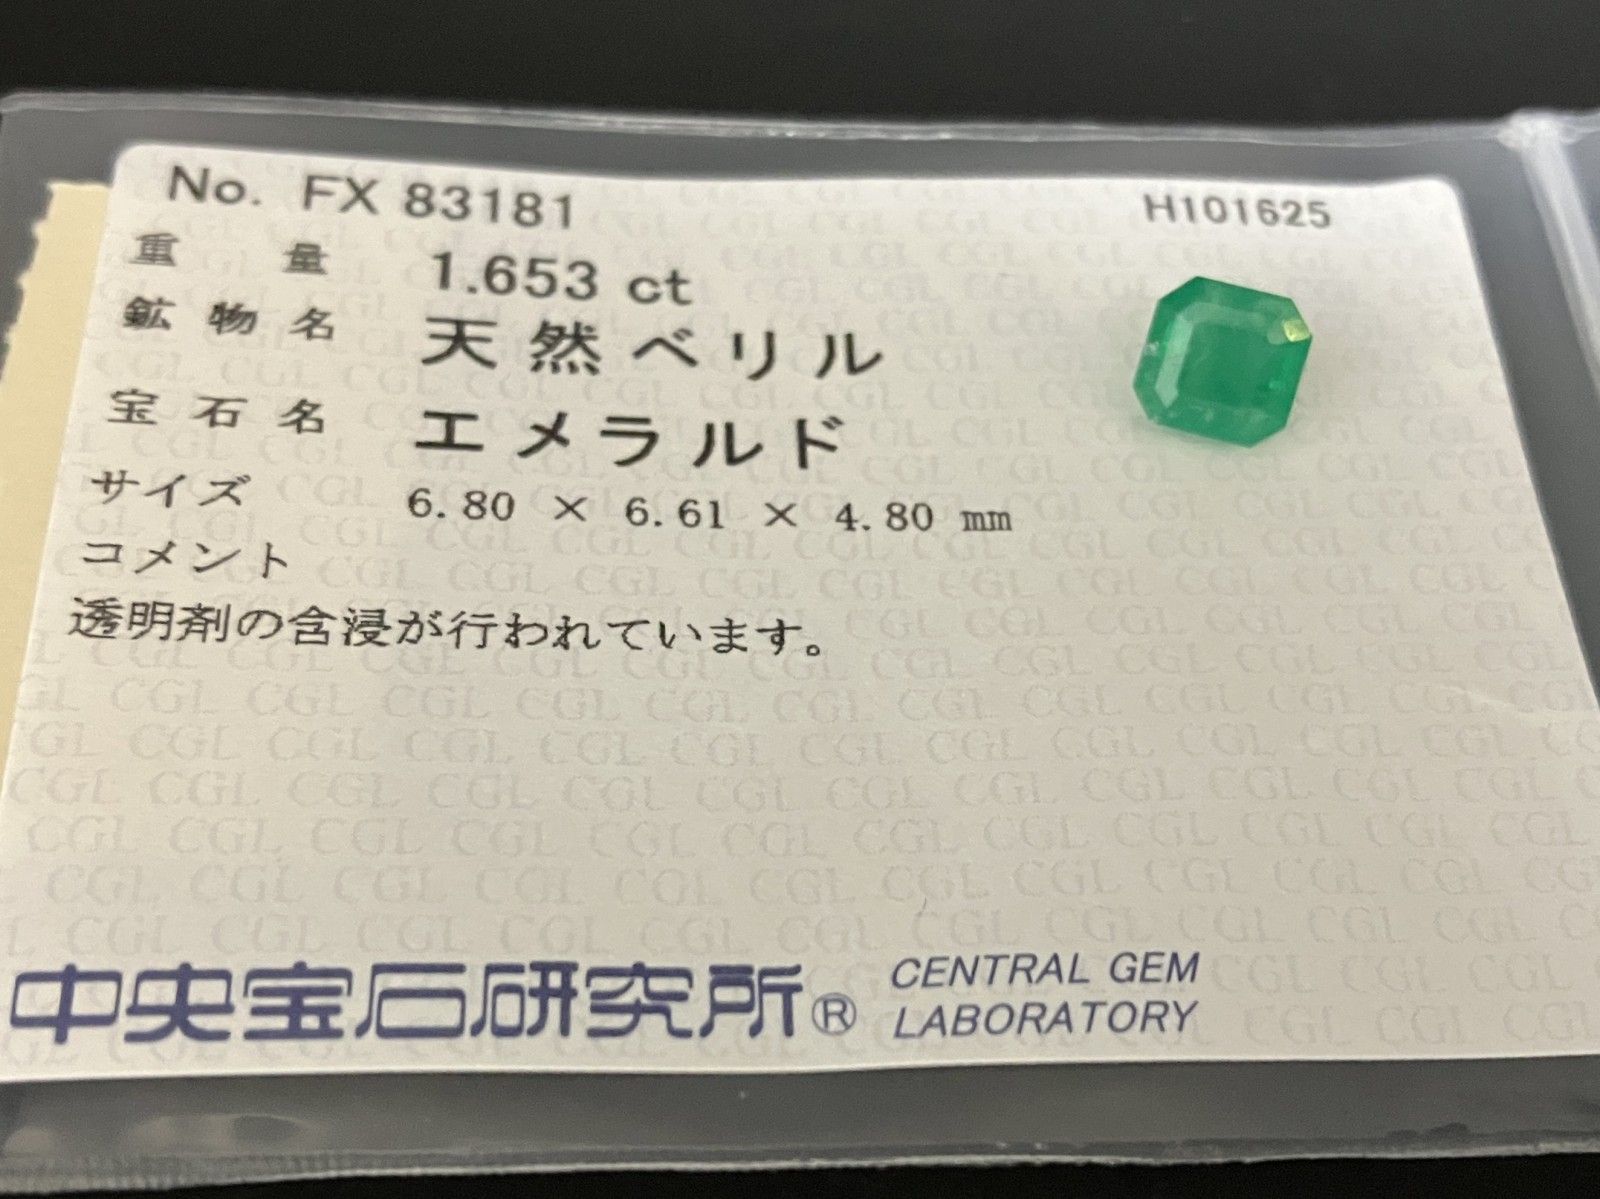 No. FX 83181 H101625
重量 1.653 ct
鉱物名 天然ベリル
宝石名 エメラルド
サイズ 6.80 × 6.61 × 4.80 mm
コメント
透明剤の含浸が行われています。
中央宝石研究所® CENTRAL GEM
LABORATORY